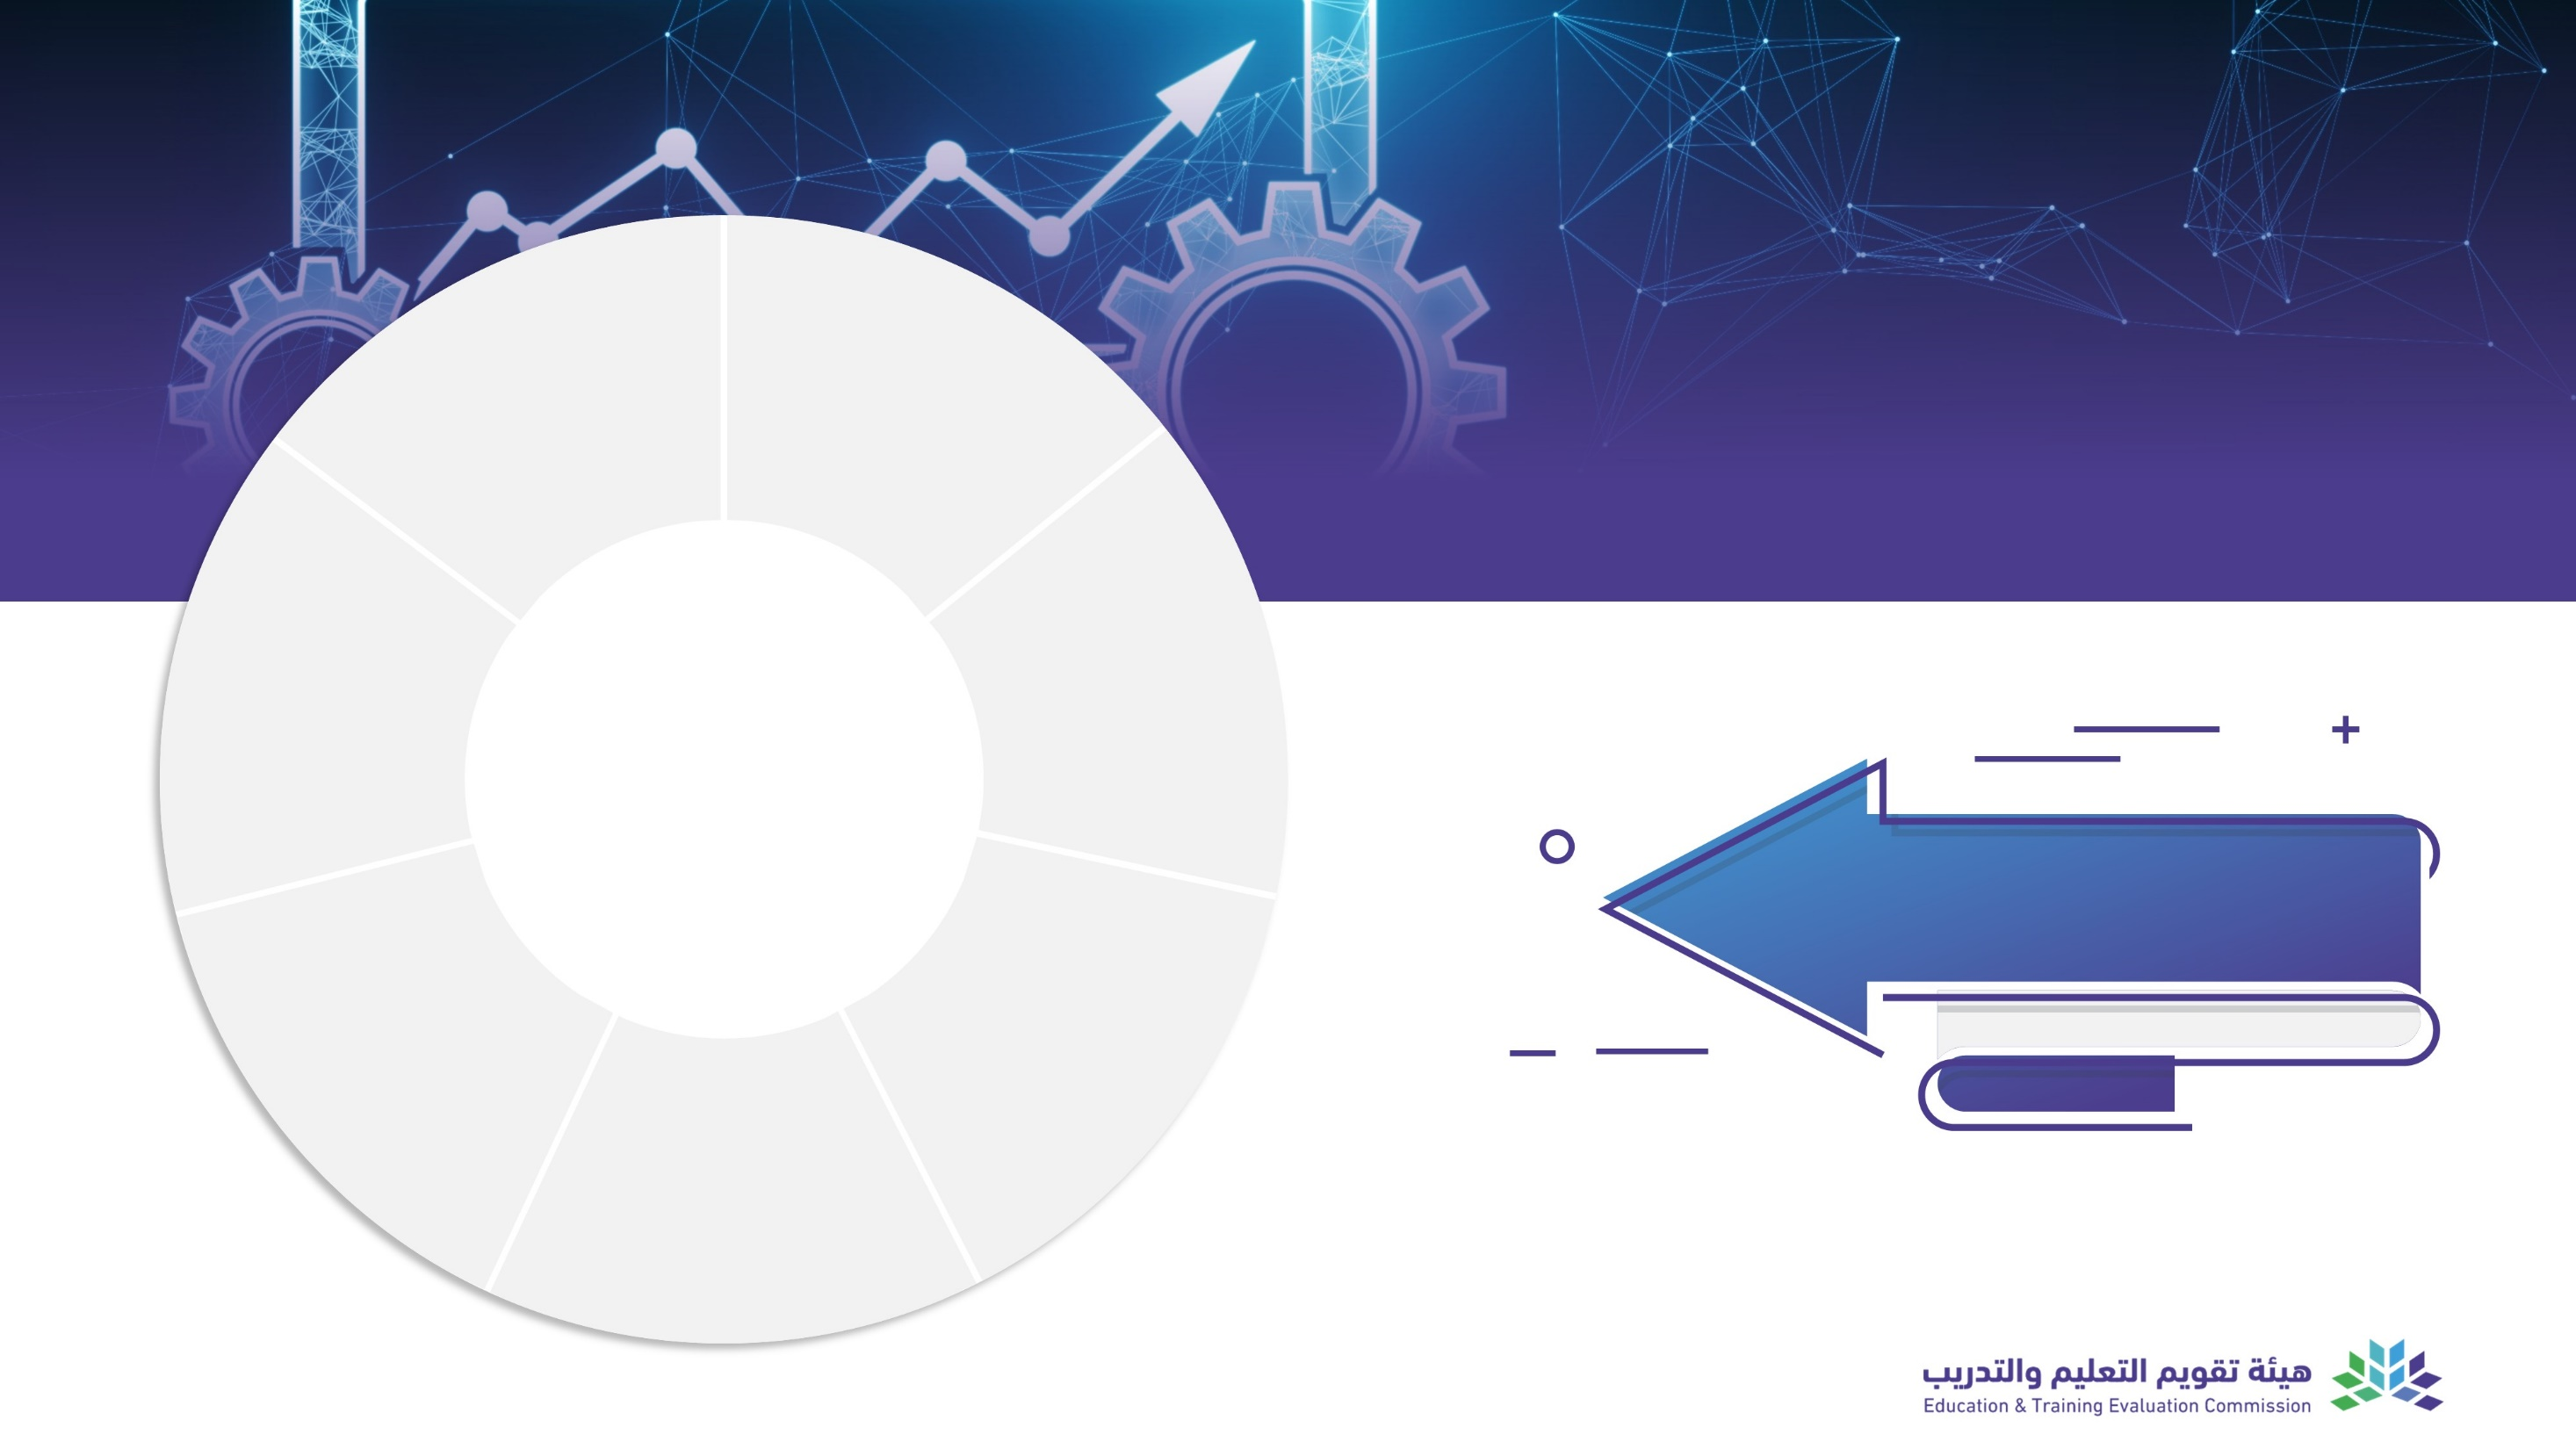 هيئة تقويم التعليم والتدريب
Education & Training Evaluation Commission